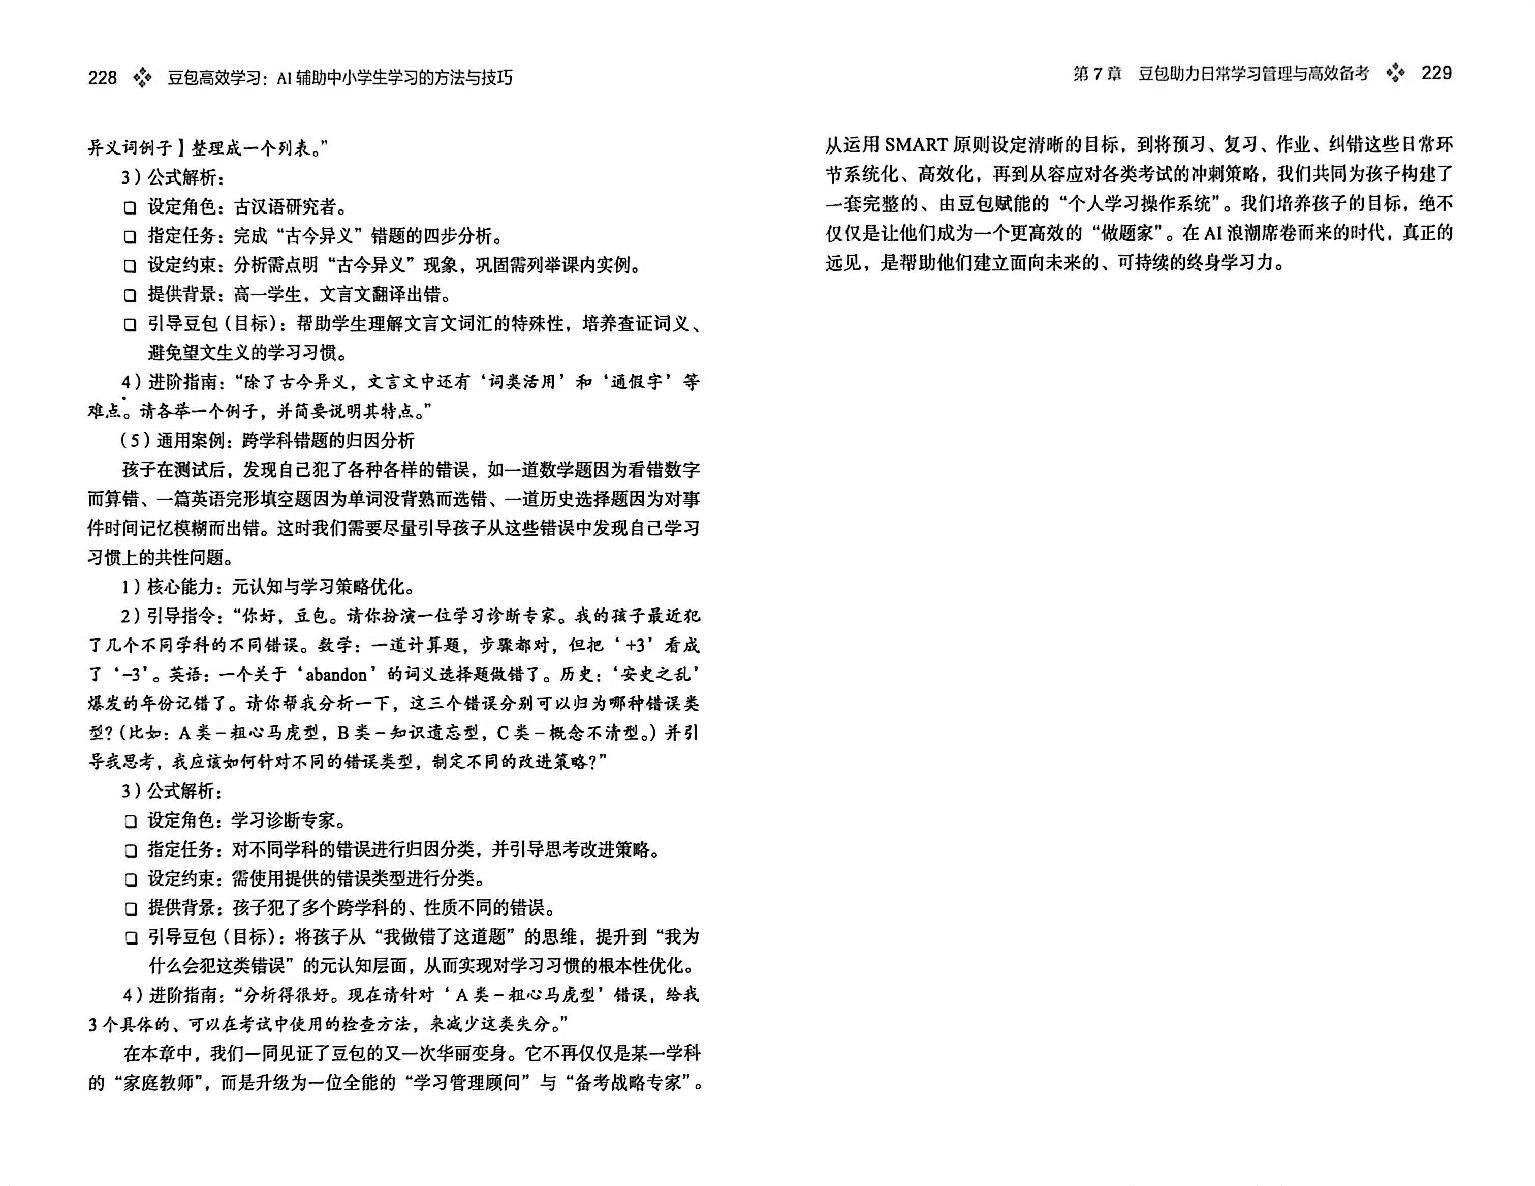 228 豆包高效学习：AI 辅助中小学生学习的方法与技巧
异义词例子】整理成一个列表。”
3）公式解析：
❑ 设定角色：古汉语研究者。
❑ 指定任务：完成“古今异义”错题的四步分析。
❑ 设定约束：分析需点明“古今异义”现象，巩固需列举课内实例。
❑ 提供背景：高一学生，文言文翻译出错。
❑ 引导豆包（目标）：帮助学生理解文言文词汇的特殊性，培养查证词义、
避免望文生义的学习习惯。
4）进阶指南：“除了古今异义，文言文中还有‘词类活用’和‘通假字’等
难点。请各举一个例子，并简要说明其特点。”
（5）通用案例：跨学科错题的归因分析
孩子在测试后，发现自己犯了各种各样的错误，如一道数学题因为看错数字
而算错、一篇英语完形填空题因为单词没背熟而选错、一道历史选择题因为对事
件时间记忆模糊而出错。这时我们需要尽量引导孩子从这些错误中发现自己学习
习惯上的共性问题。
1）核心能力：元认知与学习策略优化。
2）引导指令：“你好，豆包。请你扮演一位学习诊断专家。我的孩子最近犯
了几个不同学科的不同错误。数学：一道计算题，步骤都对，但把‘+3’看成
了‘−3’。英语：一个关于‘abandon’的词义选择题做错了。历史：‘安史之乱’
爆发的年份记错了。请你帮我分析一下，这三个错误分别可以归为哪种错误类
型？（比如：A 类－粗心马虎型，B 类－知识遗忘型，C 类－概念不清型。）并引
导我思考，我应该如何针对不同的错误类型，制定不同的改进策略？”
3）公式解析：
❑ 设定角色：学习诊断专家。
❑ 指定任务：对不同学科的错误进行归因分类，并引导思考改进策略。
❑ 设定约束：需使用提供的错误类型进行分类。
❑ 提供背景：孩子犯了多个跨学科的、性质不同的错误。
❑ 引导豆包（目标）：将孩子从“我做错了这道题”的思维，提升到“我为
什么会犯这类错误”的元认知层面，从而实现对学习习惯的根本性优化。
4）进阶指南：“分析得很好。现在请针对‘A 类－粗心马虎型’错误，给我
3 个具体的、可以在考试中使用的检查方法，来减少这类失分。”
在本章中，我们一同见证了豆包的又一次华丽变身。它不再仅仅是某一学科
的“家庭教师”，而是升级为一位全能的“学习管理顾问”与“备考战略专家”。
第 7 章 豆包助力日常学习管理与高效备考 229
从运用 SMART 原则设定清晰的目标，到将预习、复习、作业、纠错这些日常环
节系统化、高效化，再到从容应对各类考试的冲刺策略，我们共同为孩子构建了
一套完整的、由豆包赋能的“个人学习操作系统”。我们培养孩子的目标，绝不
仅仅是让他们成为一个更高效的“做题家”。在 AI 浪潮席卷而来的时代，真正的
远见，是帮助他们建立面向未来的、可持续的终身学习力。